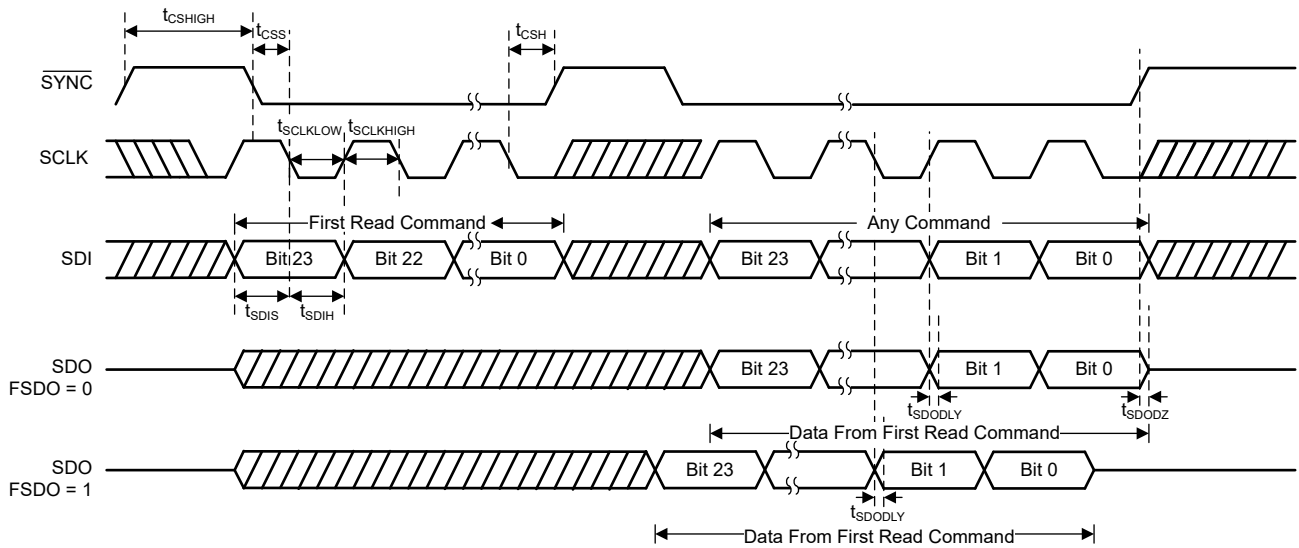 tCSHIGH
tCSS
tCSH
SYNC
tSCLKLOW
tSCLKHIGH
SCLK
First Read Command
Any Command
SDI
Bit 23
Bit 22
Bit 0
Bit 23
Bit 1
Bit 0
tSDIS
tSDIH
SDO
FSDO = 0
Bit 23
Bit 1
Bit 0
tSDODLY
tSDODZ
Data From First Read Command
SDO
FSDO = 1
Bit 23
Bit 1
Bit 0
tSDODLY
Data From First Read Command